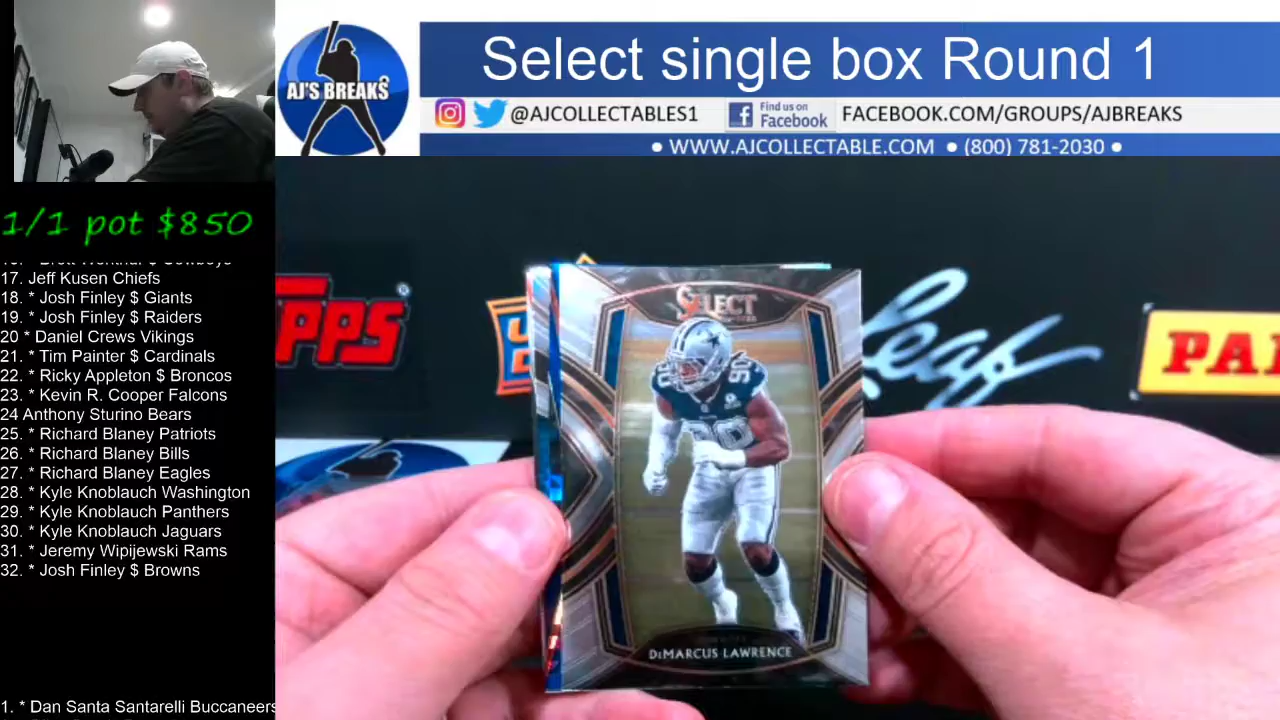 Select single box Round 1
AJ'S BREAKS
@AJCOLLECTABLES1
Find us on
Facebook
FACEBOOK.COM/GROUPS/AJBREAKS
• WWW.AJCOLLECTABLE.COM • (800) 781-2030 •
1/1 pot $850
17. Jeff Kusen Chiefs
18. * Josh Finley $ Giants
19. * Josh Finley $ Raiders
20 * Daniel Crews Vikings
21. * Tim Painter $ Cardinals
22. * Ricky Appleton $ Broncos
23. * Kevin R. Cooper Falcons
24 Anthony Sturino Bears
25. * Richard Blaney Patriots
26. * Richard Blaney Bills
27. * Richard Blaney Eagles
28. * Kyle Knoblauch Washington
29. * Kyle Knoblauch Panthers
30. * Kyle Knoblauch Jaguars
31. * Jeremy Wipijewski Rams
32. * Josh Finley $ Browns
1. * Dan Santa Santarelli Buccaneers
SELECT
90
90
DEMARCUS LAWRENCE
Leaf